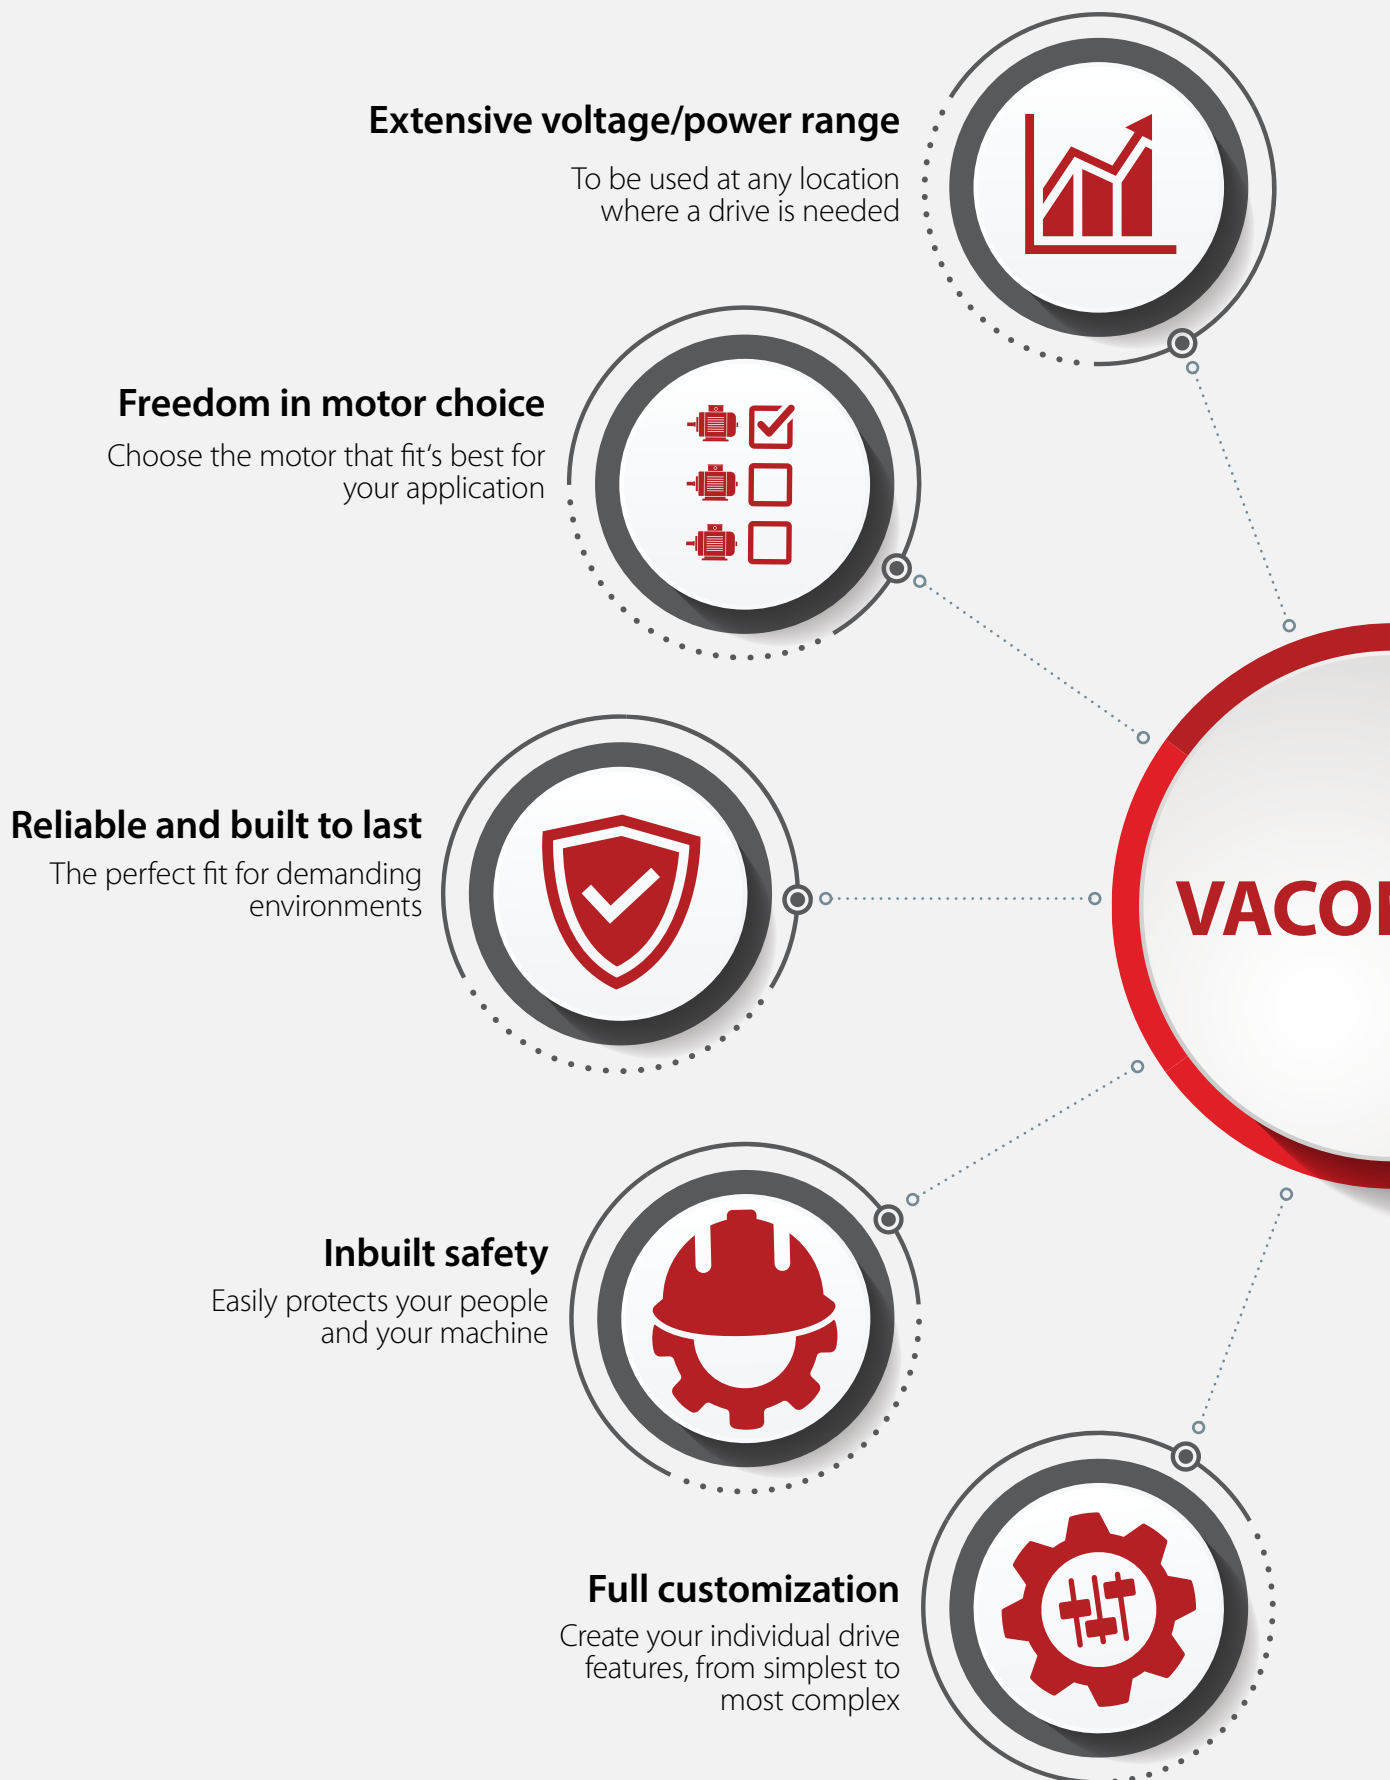 Extensive voltage/power range
To be used at any location
where a drive is needed
Freedom in motor choice
Choose the motor that fit‘s best for
your application
Reliable and built to last
The perfect fit for demanding
environments
VACO
Inbuilt safety
Easily protects your people
and your machine
Full customization
Create your individual drive
features, from simplest to
most complex